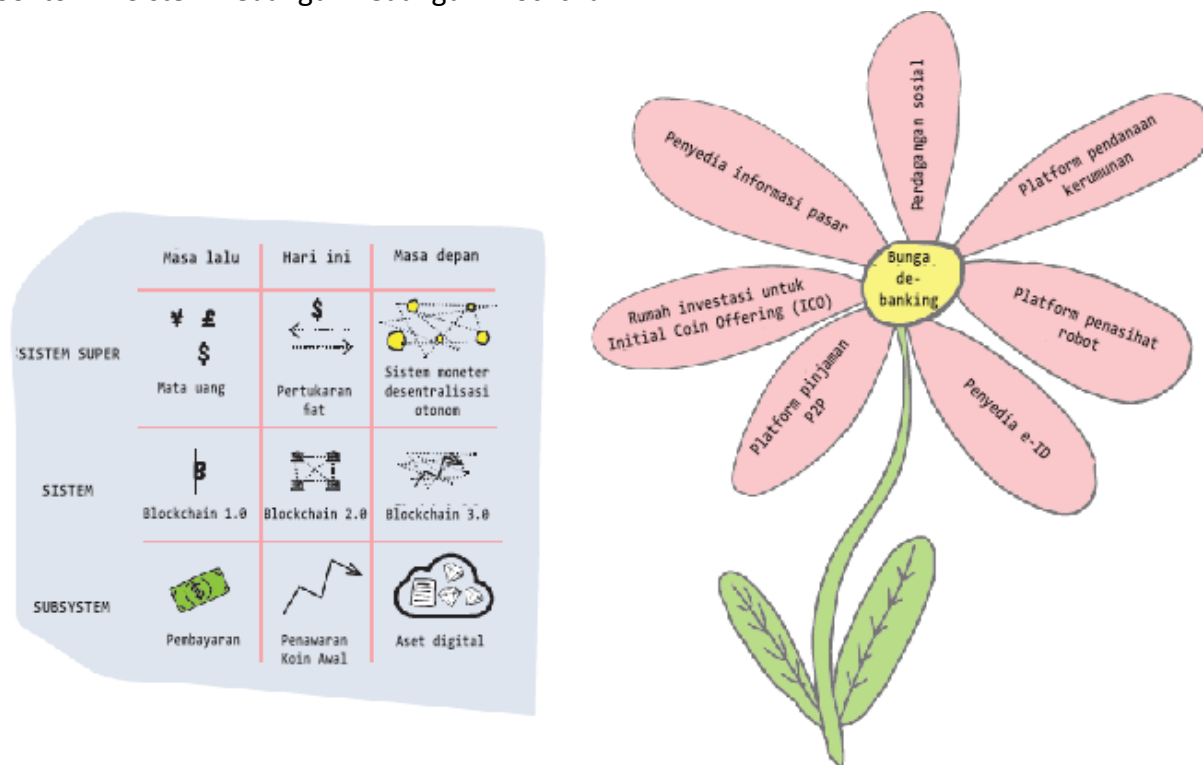 Masa lalu
Hari ini
Masa depan
SISTEM SUPER
¥ £
$
$
Mata uang
Pertukaran
fiat
Sistem moneter
desentralisasi
otonom
SISTEM
Blockchain 1.0
Blockchain 2.0
Blockchain 3.0
SUBSYSTEM
Pembayaran
Penawaran
Koin Awal
Aset digital
Bunga
de-
banking
Perdagangan sosial
Platform pendanaan
kerumunan
Platform penasihat
robot
Penyedia e-ID
Platform pinjaman
P2P
Rumah investasi untuk
Initial Coin Offering (ICO)
Penyedia informasi pasar